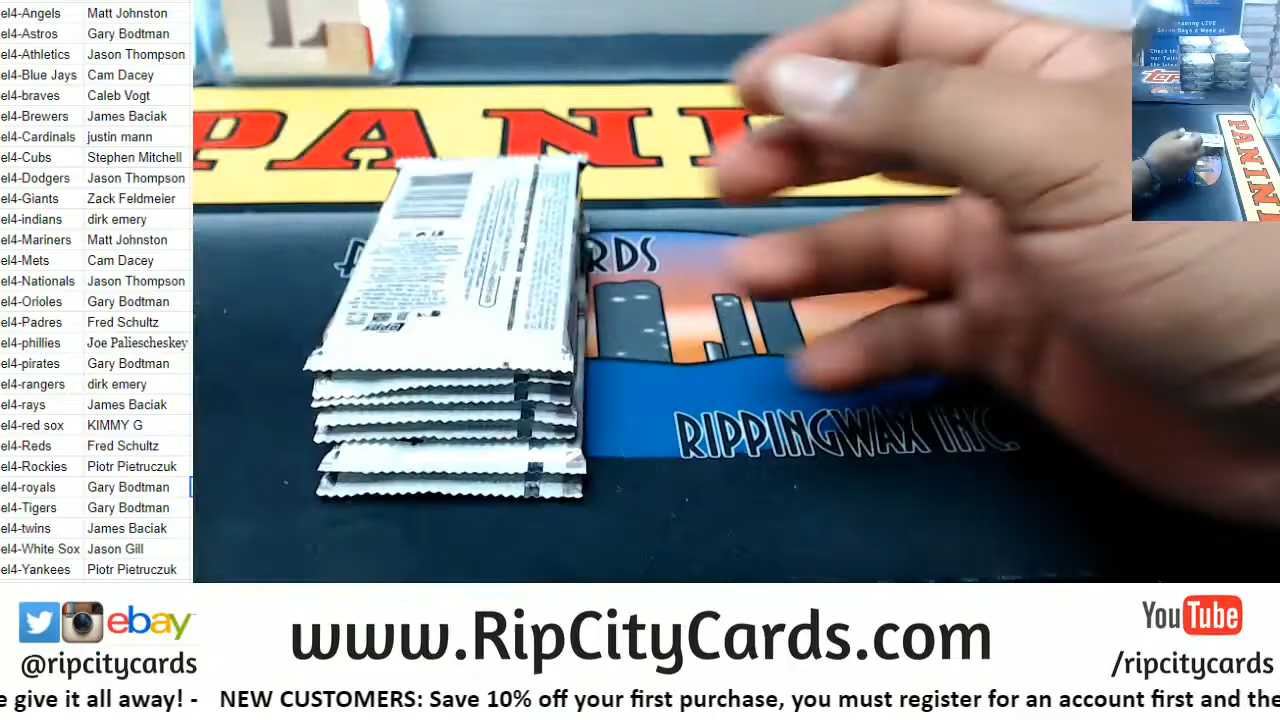 el4-Angels Matt Johnston
el4-Astros Gary Bodtman
el4-Athletics Jason Thompson
el4-Blue Jays Cam Dacey
el4-braves Caleb Vogt
el4-Brewers James Baciak
el4-Cardinals justin mann
el4-Cubs Stephen Mitchell
el4-Dodgers Jason Thompson
el4-Giants Zack Feldmeier
el4-indians dirk emery
el4-Mariners Matt Johnston
el4-Mets Cam Dacey
el4-Nationals Jason Thompson
el4-Orioles Gary Bodtman
el4-Padres Fred Schultz
el4-phillies Joe Paliescheskey
el4-pirates Gary Bodtman
el4-rangers dirk emery
el4-rays James Baciak
el4-red sox KIMMY G
el4-Reds Fred Schultz
el4-Rockies Piotr Pietruczuk
el4-royals Gary Bodtman
el4-Tigers Gary Bodtman
el4-twins James Baciak
el4-White Sox Jason Gill
el4-Yankees Piotr Pietruczuk
PANI
RDS
RIPPINGWAX INC.
TOPPS
Seven Days a Week at
PANINI
ebay
@ripcitycards
www.RipCityCards.com
YouTube
/ripcitycards
e give it all away! - NEW CUSTOMERS: Save 10% off your first purchase, you must register for an account first and the